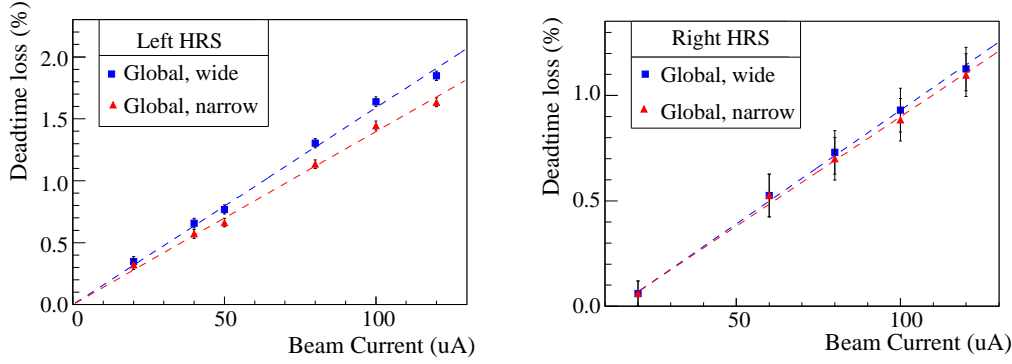 Deadtime loss (%)
Left HRS
Global, wide
Global, narrow
2.0
1.5
1.0
0.5
0.0
0 50 100
Beam Current (uA)
Deadtime loss (%)
Right HRS
Global, wide
Global, narrow
1.0
0.5
0.0
50 100
Beam Current (uA)